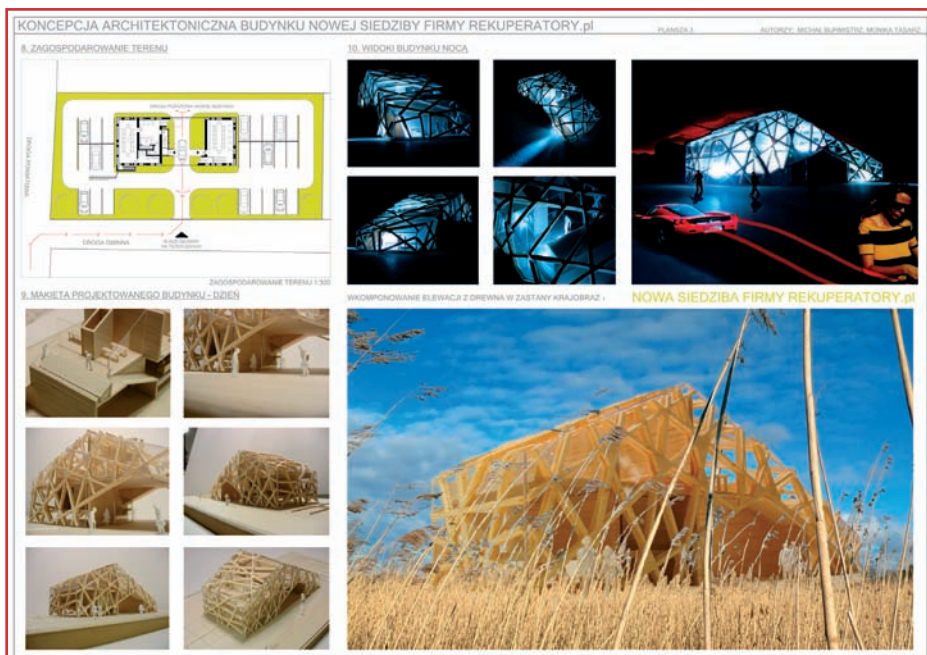 KONCEPCJA ARCHITEKTONICZNA BUDYNKU NOWEJ SIEDZIBY FIRMY REKUPERATORY.pl
PLANSZA 3
AUTORZY: MICHAŁ BURMISTRZ, MONIKA TASARZ
8. ZAGOSPODAROWANIE TERENU
DROGA GMINNA
ZAGOSPODAROWANIE TERENU 1:500
9. MAKIETA PROJEKTOWANEGO BUDYNKU - DZIEŃ
10. WIDOKI BUDYNKU NOCĄ
WKOMPONOWANIE ELEWACJI Z DREWNA W ZASTANY KRAJOBRAZ ↓
NOWA SIEDZIBA FIRMY REKUPERATORY.pl